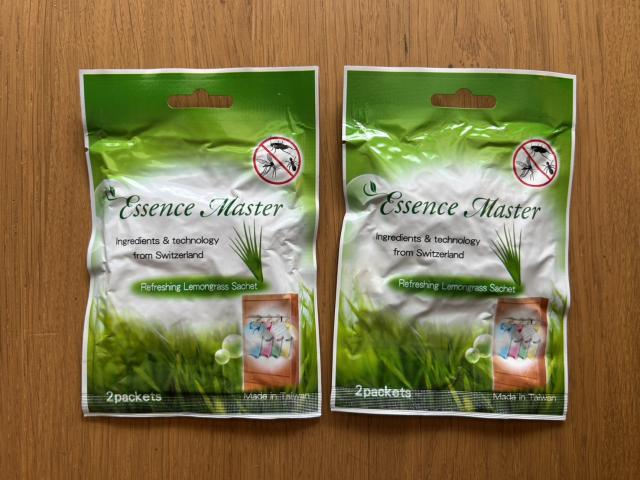 Essence Master
Ingredients & technology
from Switzerland
Refreshing Lemongrass Sachet
2packets
Made in Taiwan
Essence Master
Ingredients & technology
from Switzerland
Refreshing Lemongrass Sachet
2packets
Made in Taiwan